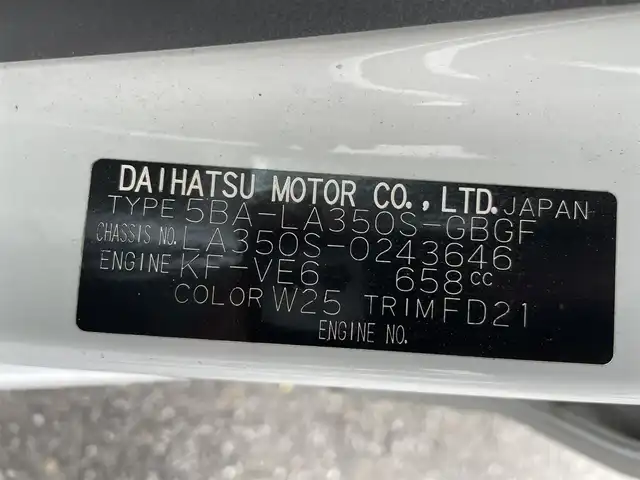 DAIHATSU MOTOR CO., LTD. JAPAN
TYPE 5BA-LA350S-GBGF
CHASSIS NO. LA350S-0243646
ENGINE KF-VE6 658cc
COLOR W25 TRIM FD21
ENGINE NO.